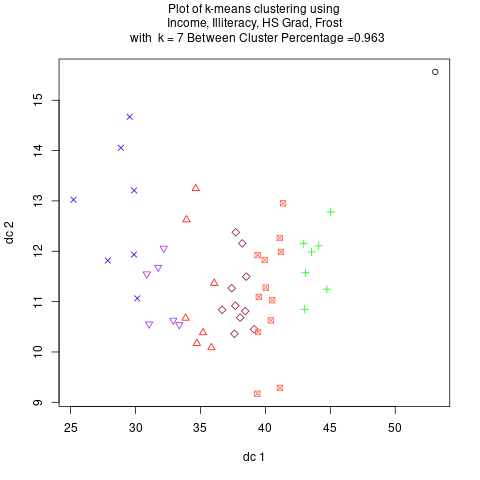 Plot of k-means clustering using
Income, Illiteracy, HS Grad, Frost
with  k = 7 Between Cluster Percentage =0.963
15
14
13
12
11
10
9
dc 2
25 30 35 40 45 50
dc 1